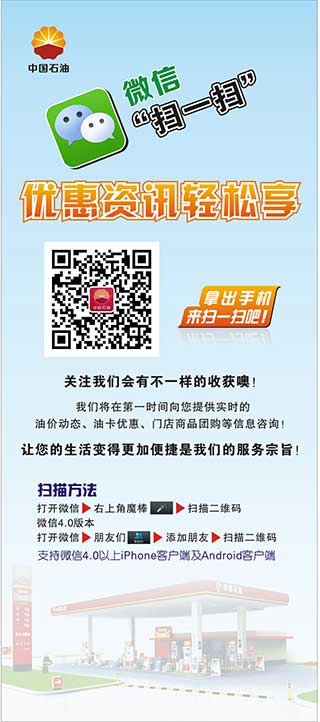 中国石油
微信
“扫一扫”
优惠资讯轻松享
拿出手机
来扫一扫吧！
关注我们会有不一样的收获噢！
我们将在第一时间向您提供实时的
油价动态、油卡优惠、门店商品团购等信息咨询！
让您的生活变得更加便捷是我们的服务宗旨！
扫描方法
打开微信 右上角魔棒 扫描二维码
微信4.0版本
打开微信 朋友们 添加朋友 扫描二维码
支持微信4.0以上iPhone客户端及Android客户端